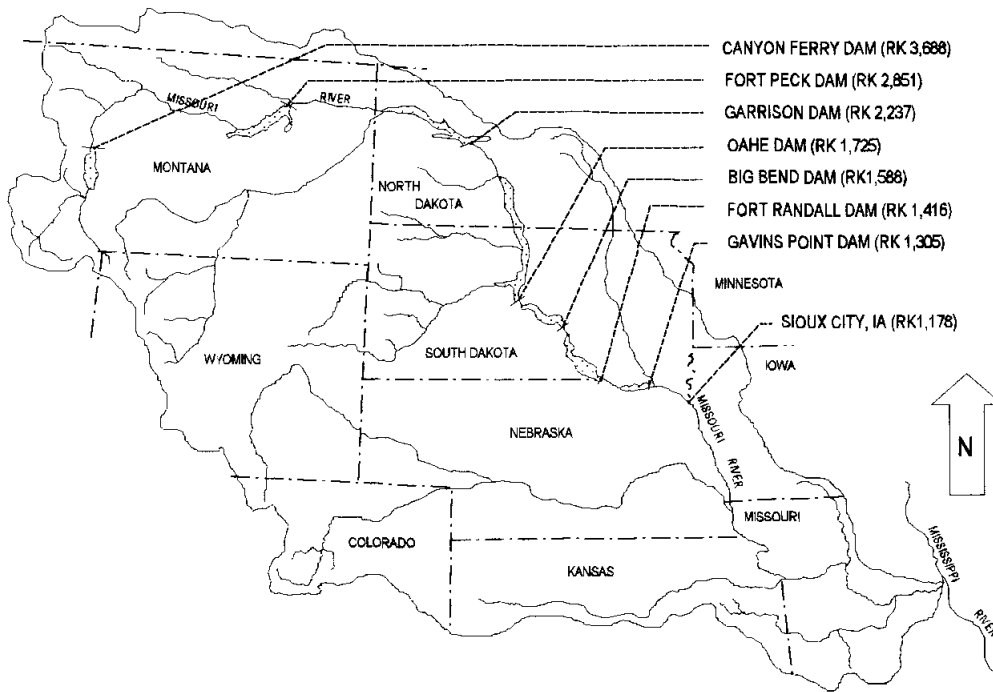 CANYON FERRY DAM (RK 3,688)
FORT PECK DAM (RK 2,851)
GARRISON DAM (RK 2,237)
OAHE DAM (RK 1,725)
BIG BEND DAM (RK1,588)
FORT RANDALL DAM (RK 1,416)
GAVINS POINT DAM (RK 1,305)
SIOUX CITY, IA (RK1,178)
MISSOURI RIVER
MONTANA
NORTH
DAKOTA
MINNESOTA
WYOMING
SOUTH DAKOTA
IOWA
NEBRASKA
MISSOURI RIVER
N
MISSOURI
COLORADO
KANSAS
MISSISSIPPI RIVER